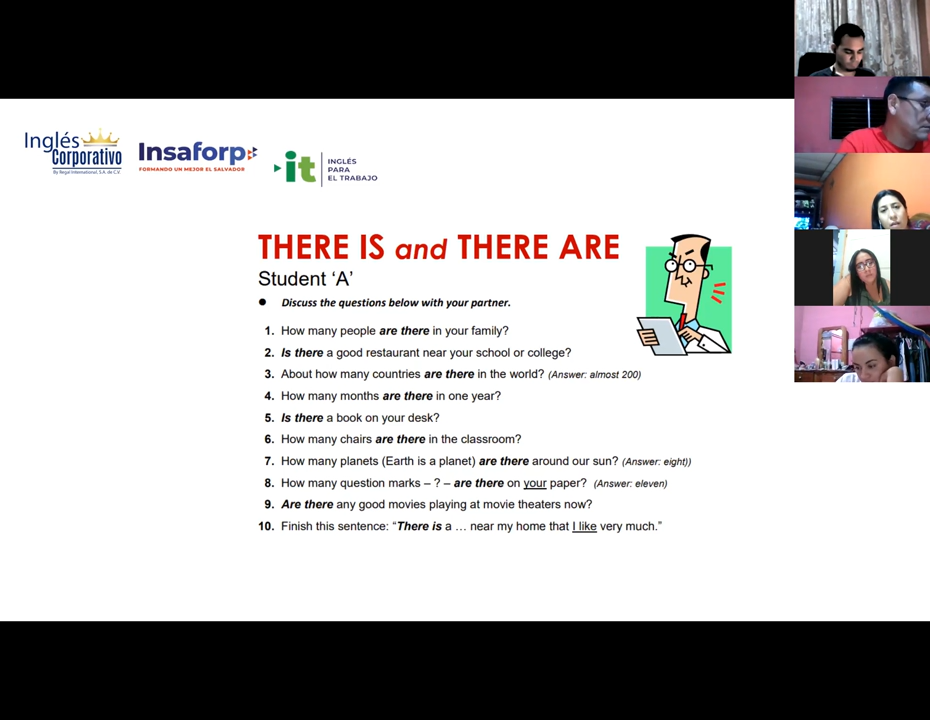 Inglés
Corporativo
By Regal International, S.A. de C.V.
Insaforp
FORMANDO UN MEJOR EL SALVADOR
it
INGLÉS
PARA
EL TRABAJO
THERE IS and THERE ARE
Student ‘A’
● Discuss the questions below with your partner.
1. How many people are there in your family?
2. Is there a good restaurant near your school or college?
3. About how many countries are there in the world? (Answer: almost 200)
4. How many months are there in one year?
5. Is there a book on your desk?
6. How many chairs are there in the classroom?
7. How many planets (Earth is a planet) are there around our sun? (Answer: eight))
8. How many question marks – ? – are there on your paper? (Answer: eleven)
9. Are there any good movies playing at movie theaters now?
10. Finish this sentence: “There is a … near my home that I like very much.”